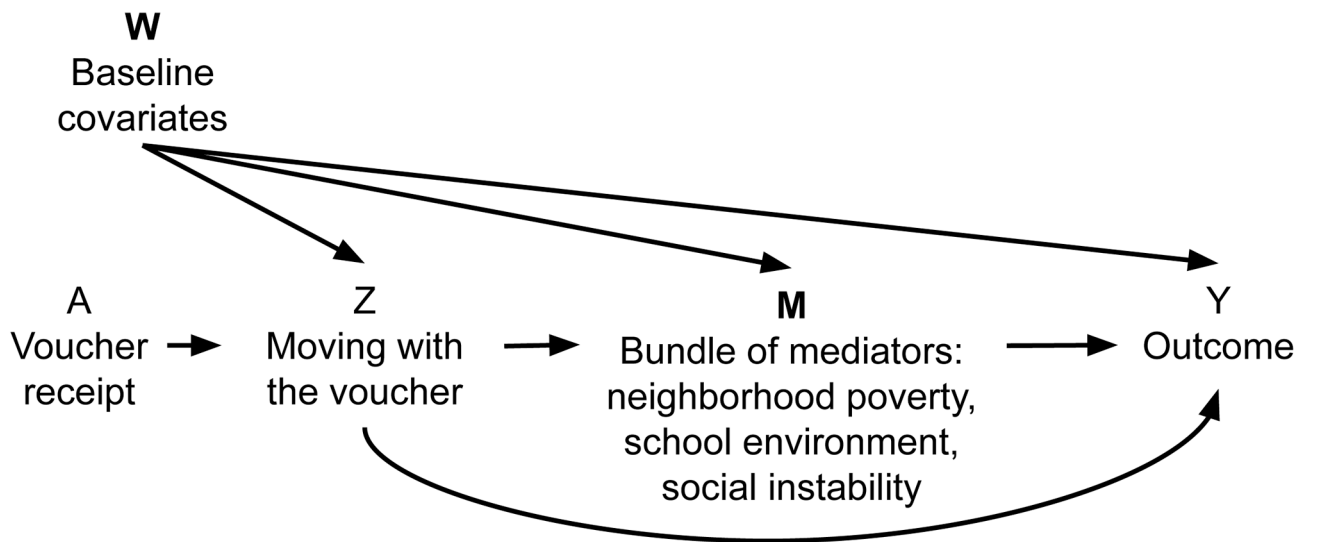 W
Baseline
covariates
A
Voucher
receipt
Z
Moving with
the voucher
M
Bundle of mediators:
neighborhood poverty,
school environment,
social instability
Y
Outcome